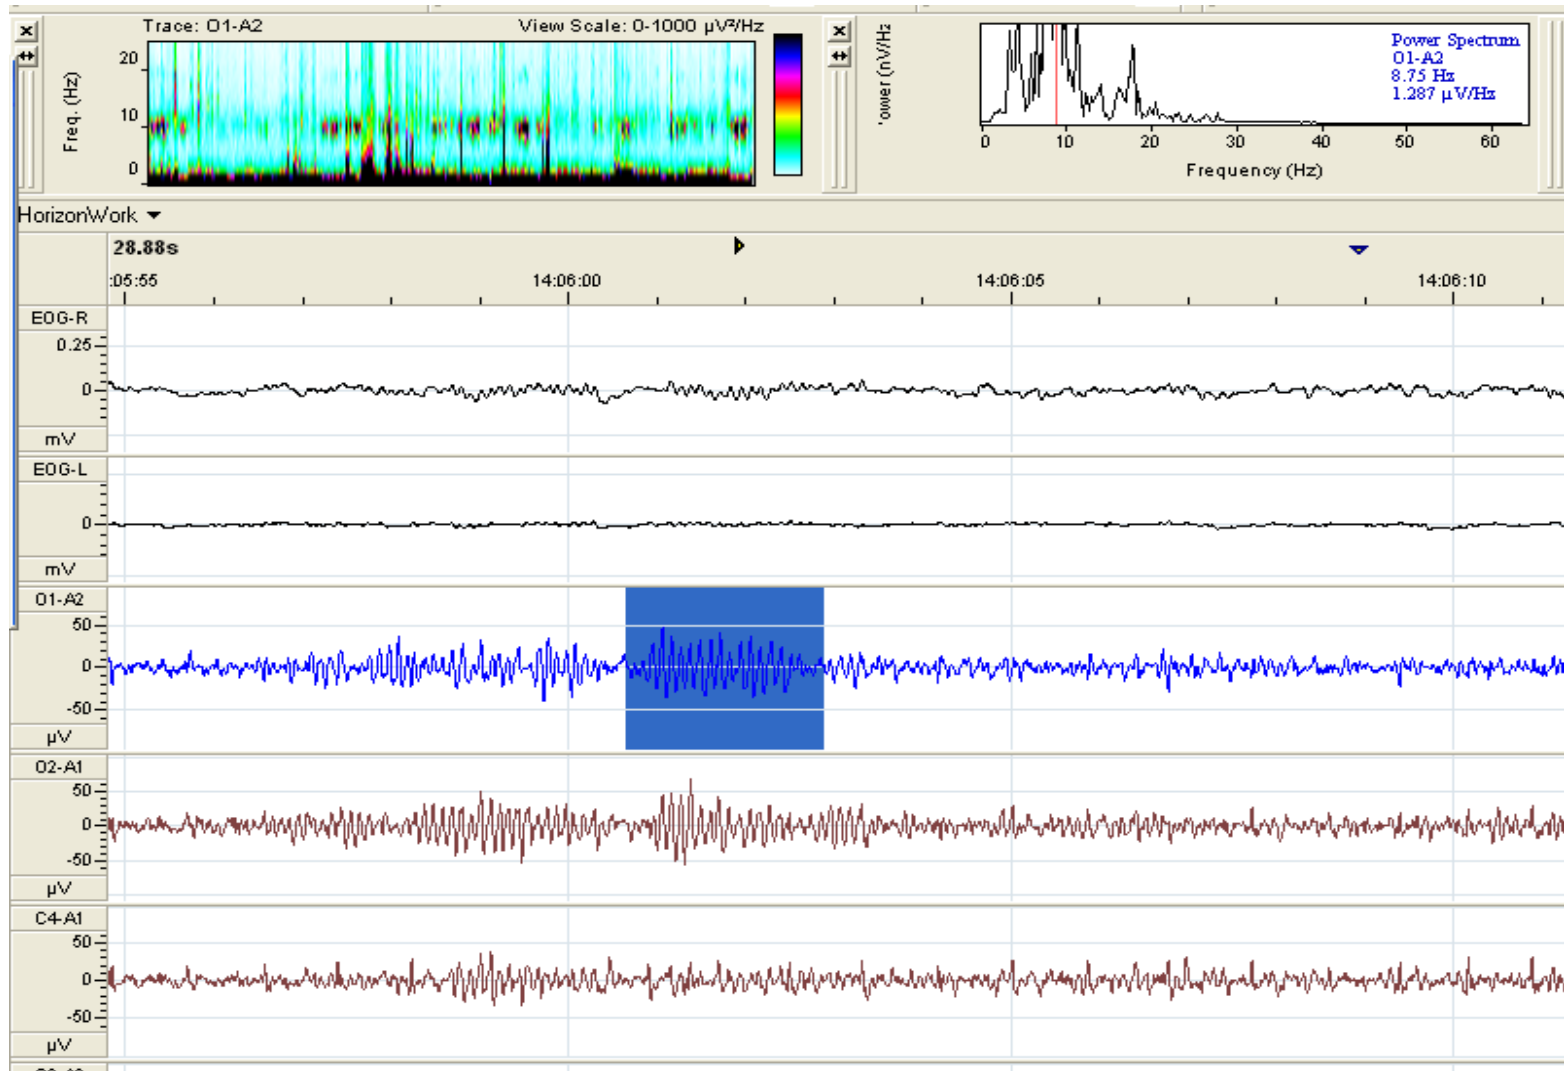 Trace: O1-A2
View Scale: 0-1000 µV²/Hz
20
10
0
Freq. (Hz)
Power Spectrum
O1-A2
8.75 Hz
1.287 µV/Hz
0 10 20 30 40 50 60
Frequency (Hz)
HorizonWork
28.88s
:05:55 14:06:00 14:06:05 14:06:10
EOG-R
0.25
0
mV
EOG-L
0
mV
O1-A2
50
0
-50
µV
O2-A1
50
0
-50
µV
C4-A1
50
0
-50
µV